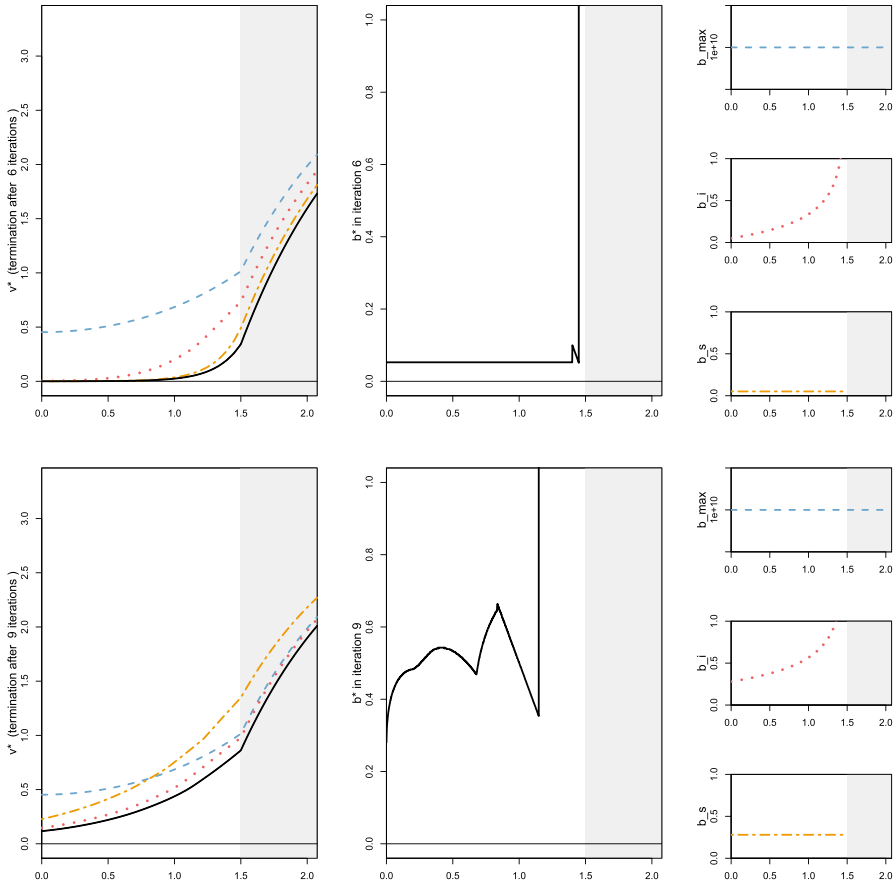 v* (termination after 6 iterations )
0.0 0.5 1.0 1.5 2.0 2.5 3.0
0.0 0.5 1.0 1.5 2.0
b* in iteration 6
0.0 0.2 0.4 0.6 0.8 1.0
0.0 0.5 1.0 1.5 2.0
b_max
1e+10
0.0 0.5 1.0 1.5 2.0
b_i
0.0 0.5 1.0
0.0 0.5 1.0 1.5 2.0
b_s
0.0 0.5 1.0
0.0 0.5 1.0 1.5 2.0
v* (termination after 9 iterations )
0.0 0.5 1.0 1.5 2.0 2.5 3.0
0.0 0.5 1.0 1.5 2.0
b* in iteration 9
0.0 0.2 0.4 0.6 0.8 1.0
0.0 0.5 1.0 1.5 2.0
b_max
1e+10
0.0 0.5 1.0 1.5 2.0
b_i
0.0 0.5 1.0
0.0 0.5 1.0 1.5 2.0
b_s
0.0 0.5 1.0
0.0 0.5 1.0 1.5 2.0